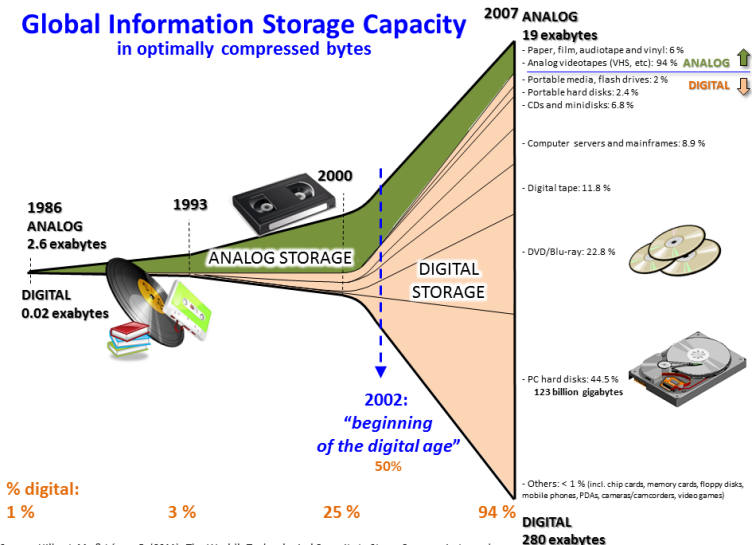 Global Information Storage Capacity
in optimally compressed bytes
2007 ANALOG
19 exabytes
- Paper, film, audiotape and vinyl: 6 %
- Analog videotapes (VHS, etc): 94 % ANALOG
- Portable media, flash drives: 2 %
DIGITAL
- Portable hard disks: 2.4 %
- CDs and minidisks: 6.8 %
- Computer servers and mainframes: 8.9 %
- Digital tape: 11.8 %
- DVD/Blu-ray: 22.8 %
- PC hard disks: 44.5 %
123 billion gigabytes
- Others: < 1 % (incl. chip cards, memory cards, floppy disks,
mobile phones, PDAs, cameras/camcorders, video games)
DIGITAL
280 exabytes
1986
ANALOG
2.6 exabytes
DIGITAL
0.02 exabytes
1993
2000
ANALOG STORAGE
DIGITAL
STORAGE
2002:
“beginning
of the digital age”
50%
% digital:
1 % 3 % 25 % 94 %